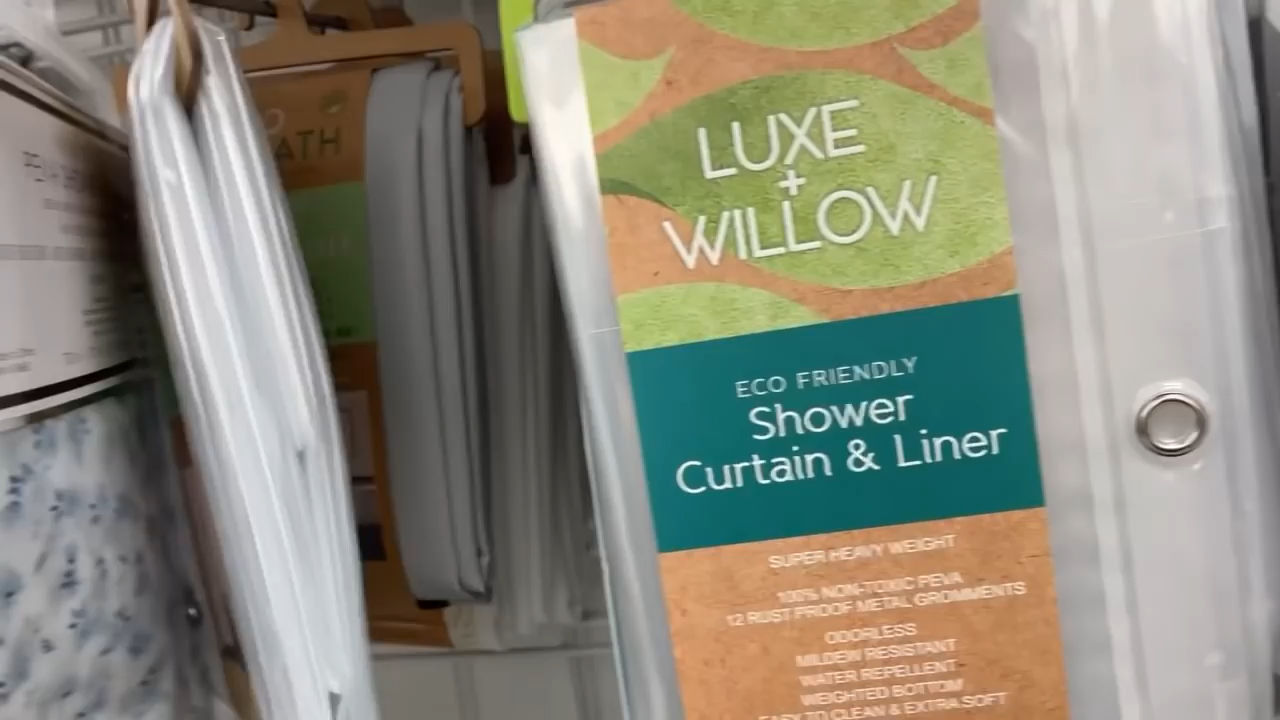 LUXE
+
WILLOW
ECO FRIENDLY
Shower
Curtain & Liner
SUPER HEAVY WEIGHT
100% NON-TOXIC PEVA
12 RUST PROOF METAL GROMMENTS
ODORLESS
MILDEW RESISTANT
WATER REPELLENT
WEIGHTED BOTTOM
EASY TO CLEAN & EXTRA SOFT